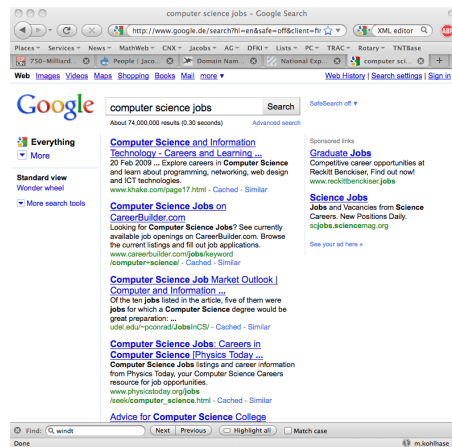 computer science jobs - Google Search
http://www.google.de/search?hl=en&safe=off&client=fir XML editor
Places Services News MathWeb CNX Jacobs AG DFKI Lists PC TRAC Rotary TNTBase
750-Milliard... People | Jaco... Domain Nam... National Exp... computer sci...
Web Images Videos Maps Shopping Books Mail more Web History | Search settings | Sign in
Google computer science jobs Search SafeSearch off
About 74,000,000 results (0.30 seconds) Advanced search
Everything
More
Standard view
Wonder wheel
More search tools
Computer Science and Information
Technology - Careers and Learning ...
20 Feb 2009 ... Explore careers in Computer Science
and learn about programming, networking, web design
and ICT technologies.
www.khake.com/page17.html - Cached - Similar
Computer Science Jobs on
CareerBuilder.com
Looking for Computer Science Jobs? See currently
available job openings on CareerBuilder.com. Browse
the current listings and fill out job applications.
www.careerbuilder.com/jobs/keyword
/computer+science/ - Cached - Similar
Computer Science Job Market Outlook |
Computer and Information ...
Of the ten jobs listed in the article, five of them were
jobs for which a Computer Science degree would be
great preparation: ...
udel.edu/~pconrad/JobsInCS/ - Cached - Similar
Computer Science Jobs: Careers in
Computer Science [Physics Today ...
Computer Science Jobs listings and career information
from Physics Today, your Computer Science Careers
resource for job opportunities.
www.physicstoday.org/jobs
/seek/computer_science.html - Cached - Similar
Advice for Computer Science College
Sponsored links
Graduate Jobs
Competitive career opportunities at
Reckitt Benckiser, Find out now!
www.reckittbenckiser.jobs
Science Jobs
Jobs and Vacancies from Science
Careers. New Positions Daily.
scjobs.sciencemag.org
See your ad here »
Find: windt Next Previous Highlight all Match case
Done m.kohlhase